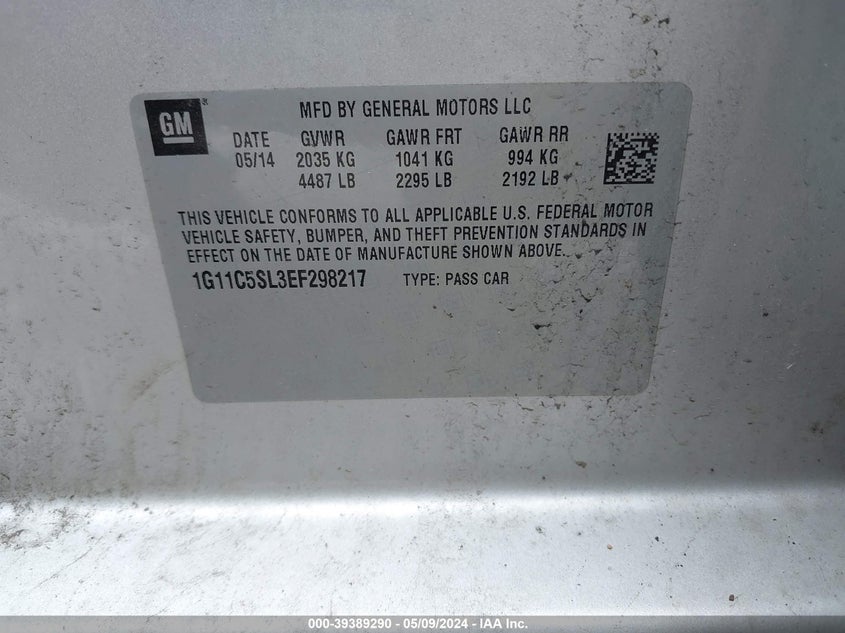 GM
MFD BY GENERAL MOTORS LLC
DATE GVWR GAWR FRT GAWR RR
05/14 2035 KG 1041 KG 994 KG
4487 LB 2295 LB 2192 LB
THIS VEHICLE CONFORMS TO ALL APPLICABLE U.S. FEDERAL MOTOR
VEHICLE SAFETY, BUMPER, AND THEFT PREVENTION STANDARDS IN
EFFECT ON THE DATE OF MANUFACTURE SHOWN ABOVE.
1G11C5SL3EF298217 TYPE: PASS CAR
000-39389290 - 05/09/2024 - IAA Inc.